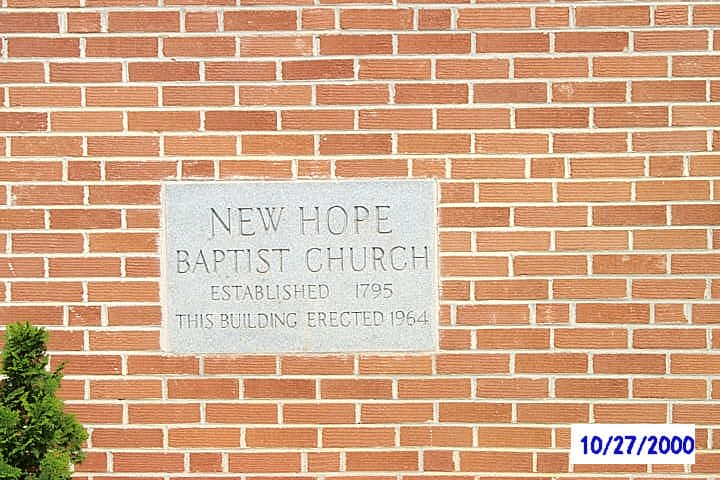 NEW HOPE
BAPTIST CHURCH
ESTABLISHED 1795
THIS BUILDING ERECTED 1964
10/27/2000